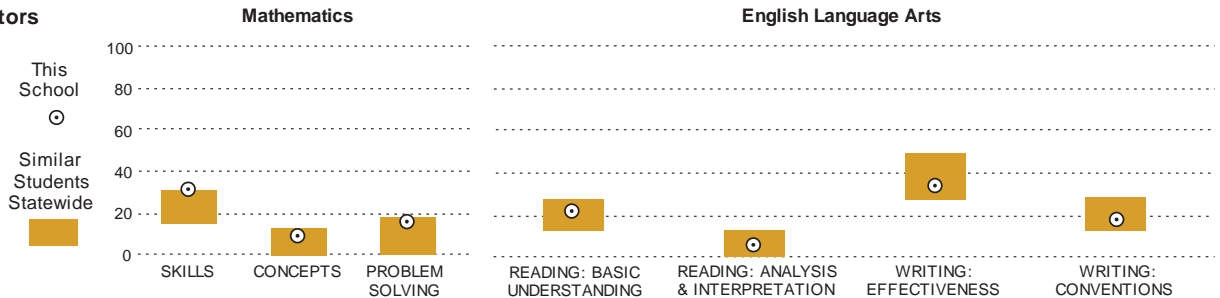 Mathematics
English Language Arts
This
School
Similar
Students
Statewide
100
80
60
40
20
0
SKILLS
CONCEPTS
PROBLEM
SOLVING
READING: BASIC
UNDERSTANDING
READING: ANALYSIS
& INTERPRETATION
WRITING:
EFFECTIVENESS
WRITING:
CONVENTIONS